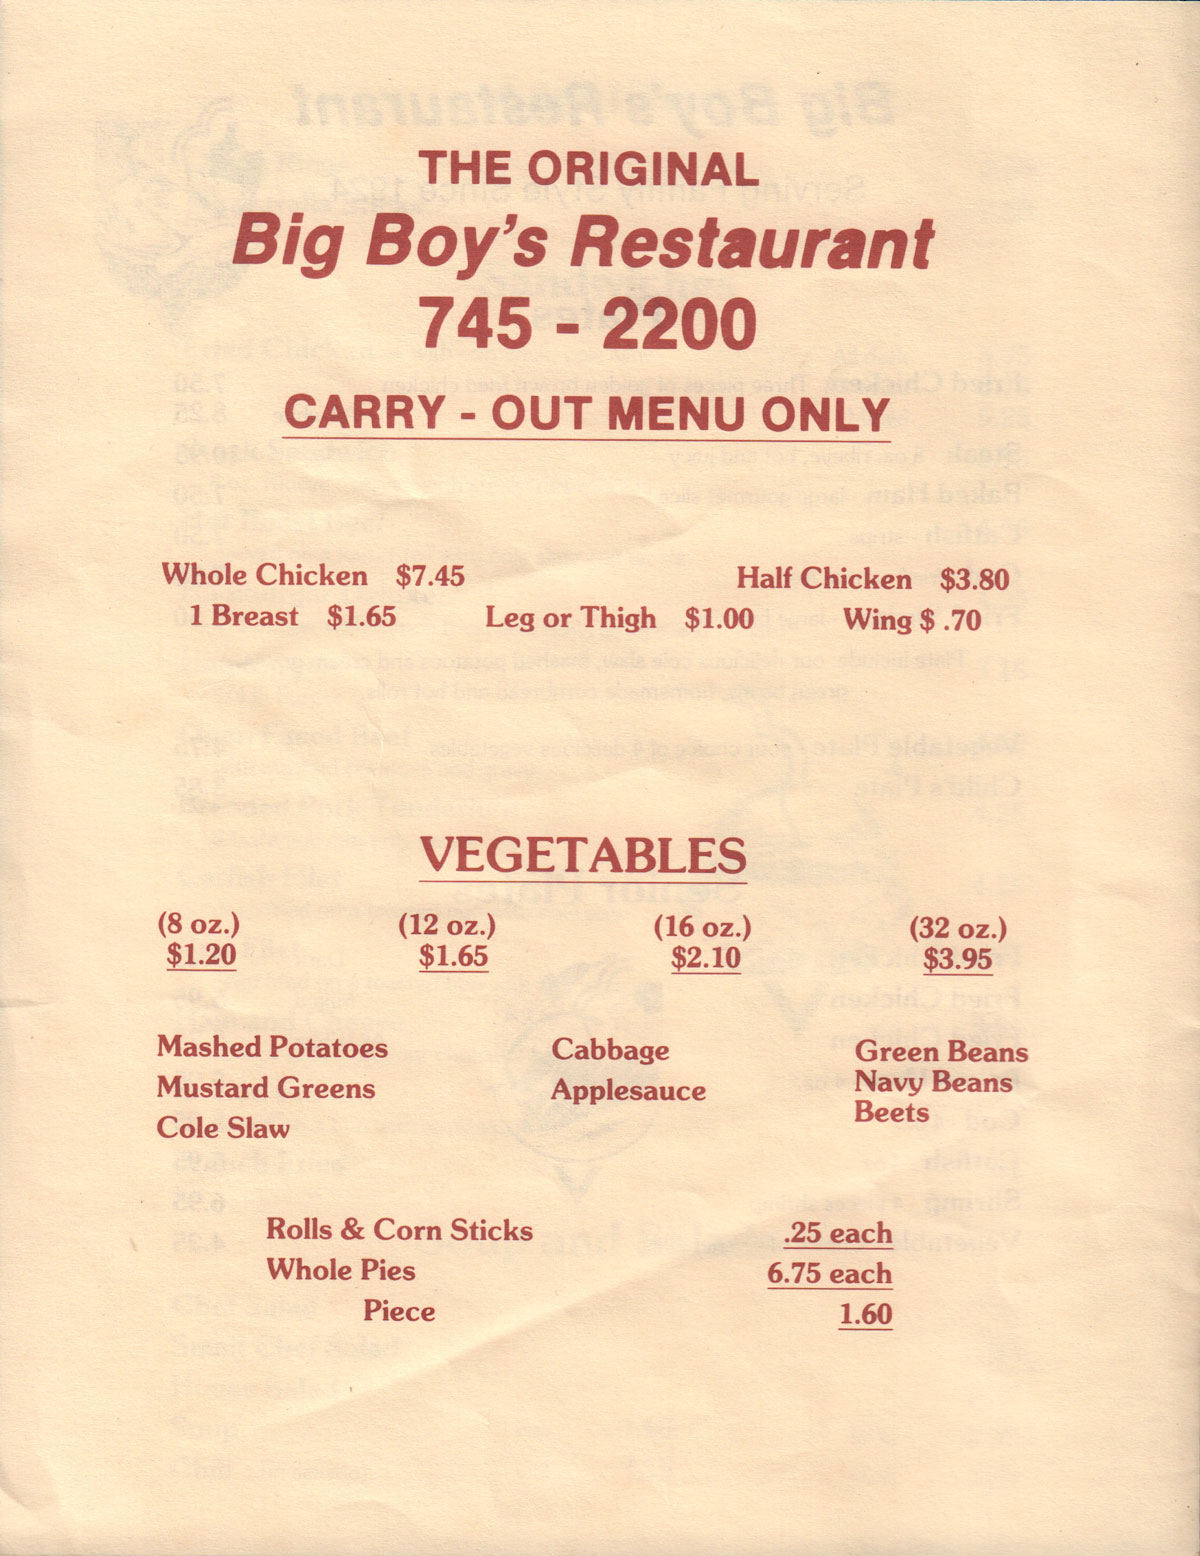 THE ORIGINAL
Big Boy's Restaurant
745 - 2200
CARRY - OUT MENU ONLY
Whole Chicken $7.45 Half Chicken $3.80
1 Breast $1.65 Leg or Thigh $1.00 Wing $ .70
VEGETABLES
(8 oz.) (12 oz.) (16 oz.) (32 oz.)
$1.20 $1.65 $2.10 $3.95
Mashed Potatoes Cabbage Green Beans
Mustard Greens Applesauce Navy Beans
Cole Slaw Beets
Rolls & Corn Sticks .25 each
Whole Pies 6.75 each
Piece 1.60